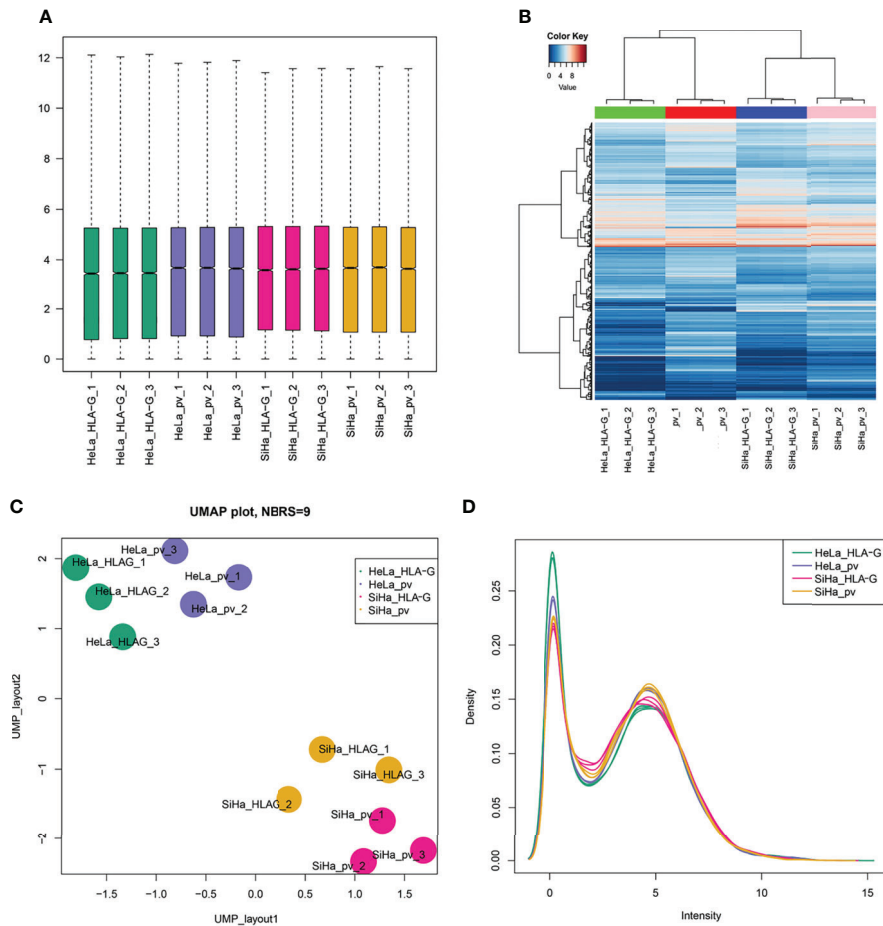 A
12
10
8
6
4
2
0
HeLa_HLA-G_1
HeLa_HLA-G_2
HeLa_HLA-G_3
HeLa_pv_1
HeLa_pv_2
HeLa_pv_3
SiHa_HLA-G_1
SiHa_HLA-G_2
SiHa_HLA-G_3
SiHa_pv_1
SiHa_pv_2
SiHa_pv_3
B
Color Key
0 4 8
Value
HeLa_HLA-G_1
HeLa_HLA-G_2
HeLa_HLA-G_3
_pv_1
_pv_2
_pv_3
SiHa_HLA-G_1
SiHa_HLA-G_2
SiHa_HLA-G_3
SiHa_pv_1
SiHa_pv_2
SiHa_pv_3
C
UMAP plot, NBRS=9
UMP_layout2
2
1
0
-1
-2
HeLa_pv_3
HeLa_HLAG_1
HeLa_pv_1
HeLa_HLAG_2
HeLa_pv_2
HeLa_HLAG_3
HeLa_HLA-G
HeLa_pv
SiHa_HLA-G
SiHa_pv
SiHa_HLAG_1
SiHa_HLAG_3
SiHa_HLAG_2
SiHa_pv_1
SiHa_pv_3
SiHa_pv_2
-1.5 -1.0 -0.5 0.0 0.5 1.0 1.5
UMP_layout1
D
HeLa_HLA-G
HeLa_pv
SiHa_HLA-G
SiHa_pv
Density
0.25
0.20
0.15
0.10
0.05
0.00
0 5 10 15
Intensity